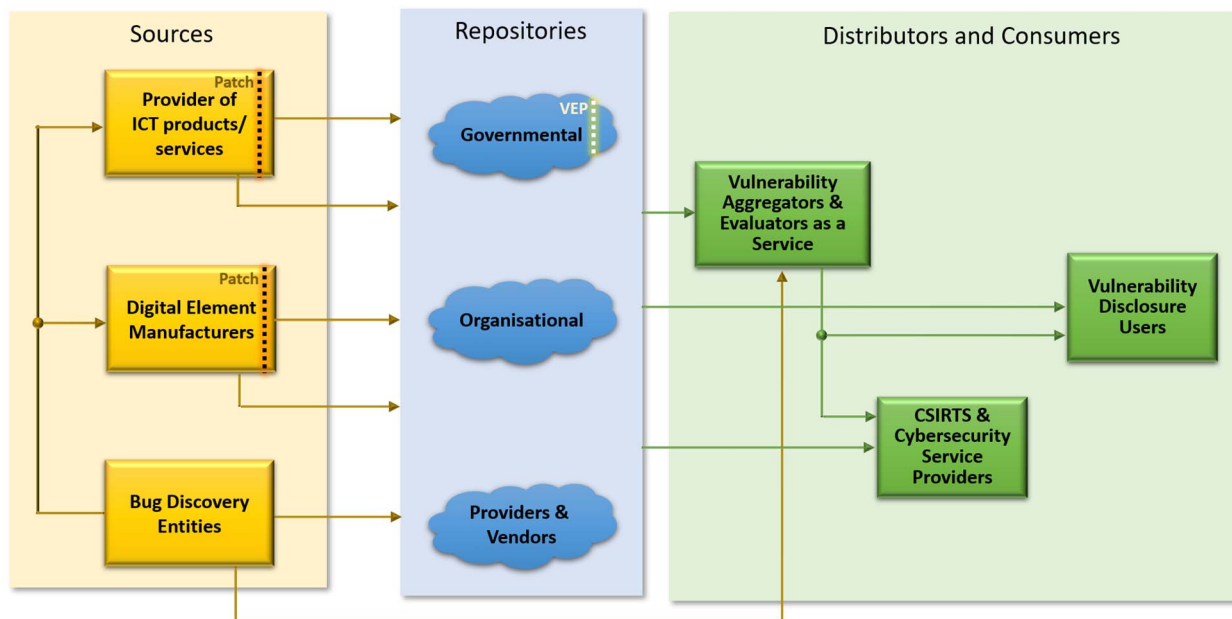 Sources
Patch
Provider of
ICT products/
services
Patch
Digital Element
Manufacturers
Bug Discovery
Entities
Repositories
VEP
Governmental
Organisational
Providers &
Vendors
Distributors and Consumers
Vulnerability
Aggregators &
Evaluators as a
Service
Vulnerability
Disclosure
Users
CSIRTS &
Cybersecurity
Service
Providers